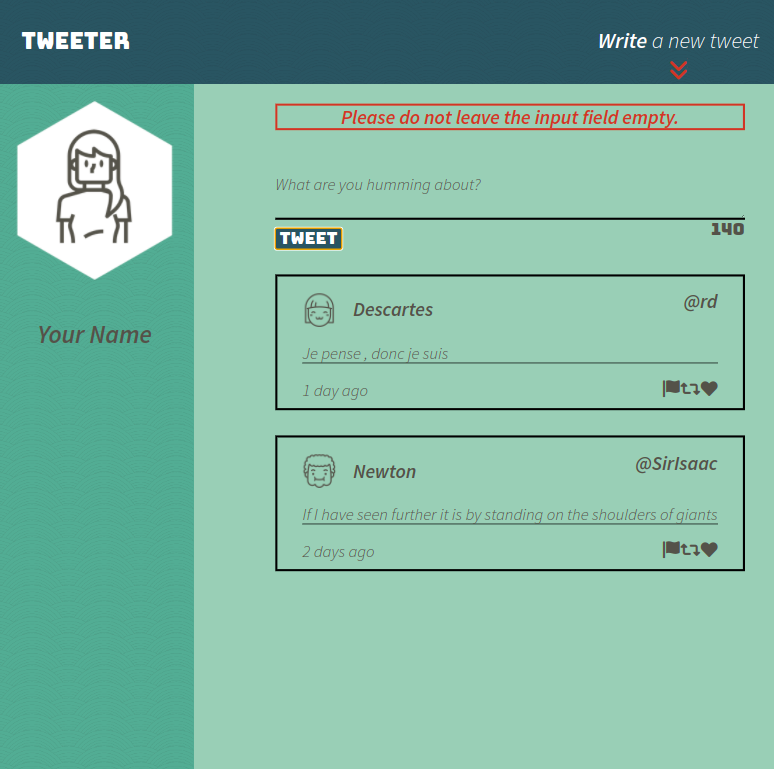 TWEETER
Write a new tweet
Please do not leave the input field empty.
What are you humming about?
TWEET
140
Your Name
Descartes
@rd
Je pense , donc je suis
1 day ago
Newton
@SirIsaac
If I have seen further it is by standing on the shoulders of giants
2 days ago